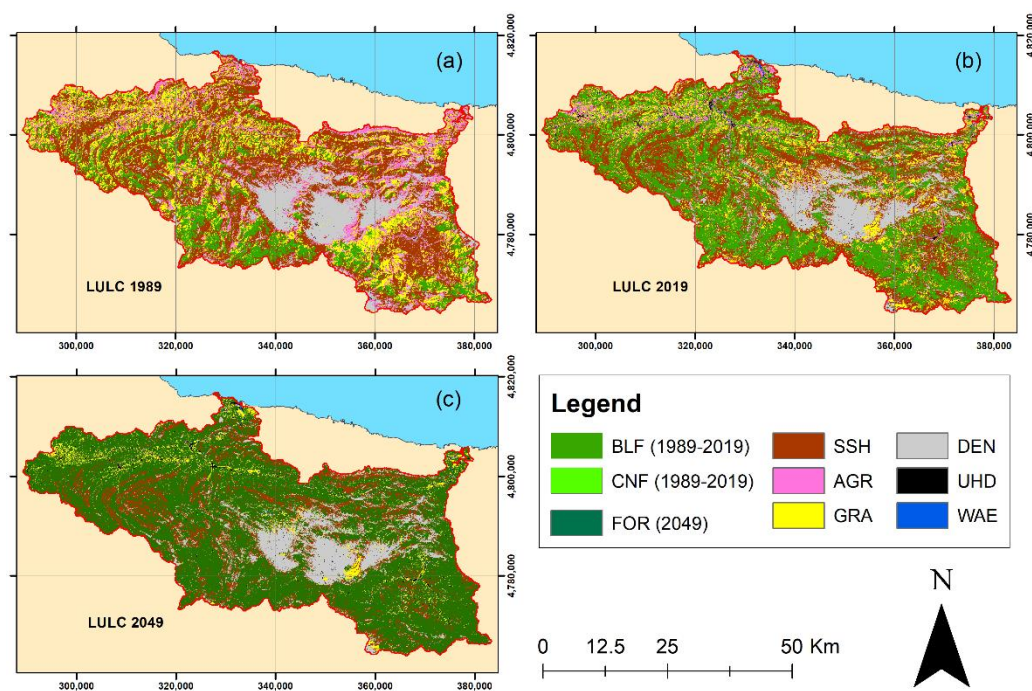 (a)
LULC 1989
4,820,000
4,800,000
4,780,000
300,000 320,000 340,000 360,000 380,000
(b)
LULC 2019
4,820,000
4,800,000
4,780,000
300,000 320,000 340,000 360,000 380,000
(c)
LULC 2049
4,820,000
4,800,000
4,780,000
300,000 320,000 340,000 360,000 380,000
Legend
BLF (1989-2019) SSH DEN
CNF (1989-2019) AGR UHD
FOR (2049) GRA WAE
N
0 12.5 25 50 Km